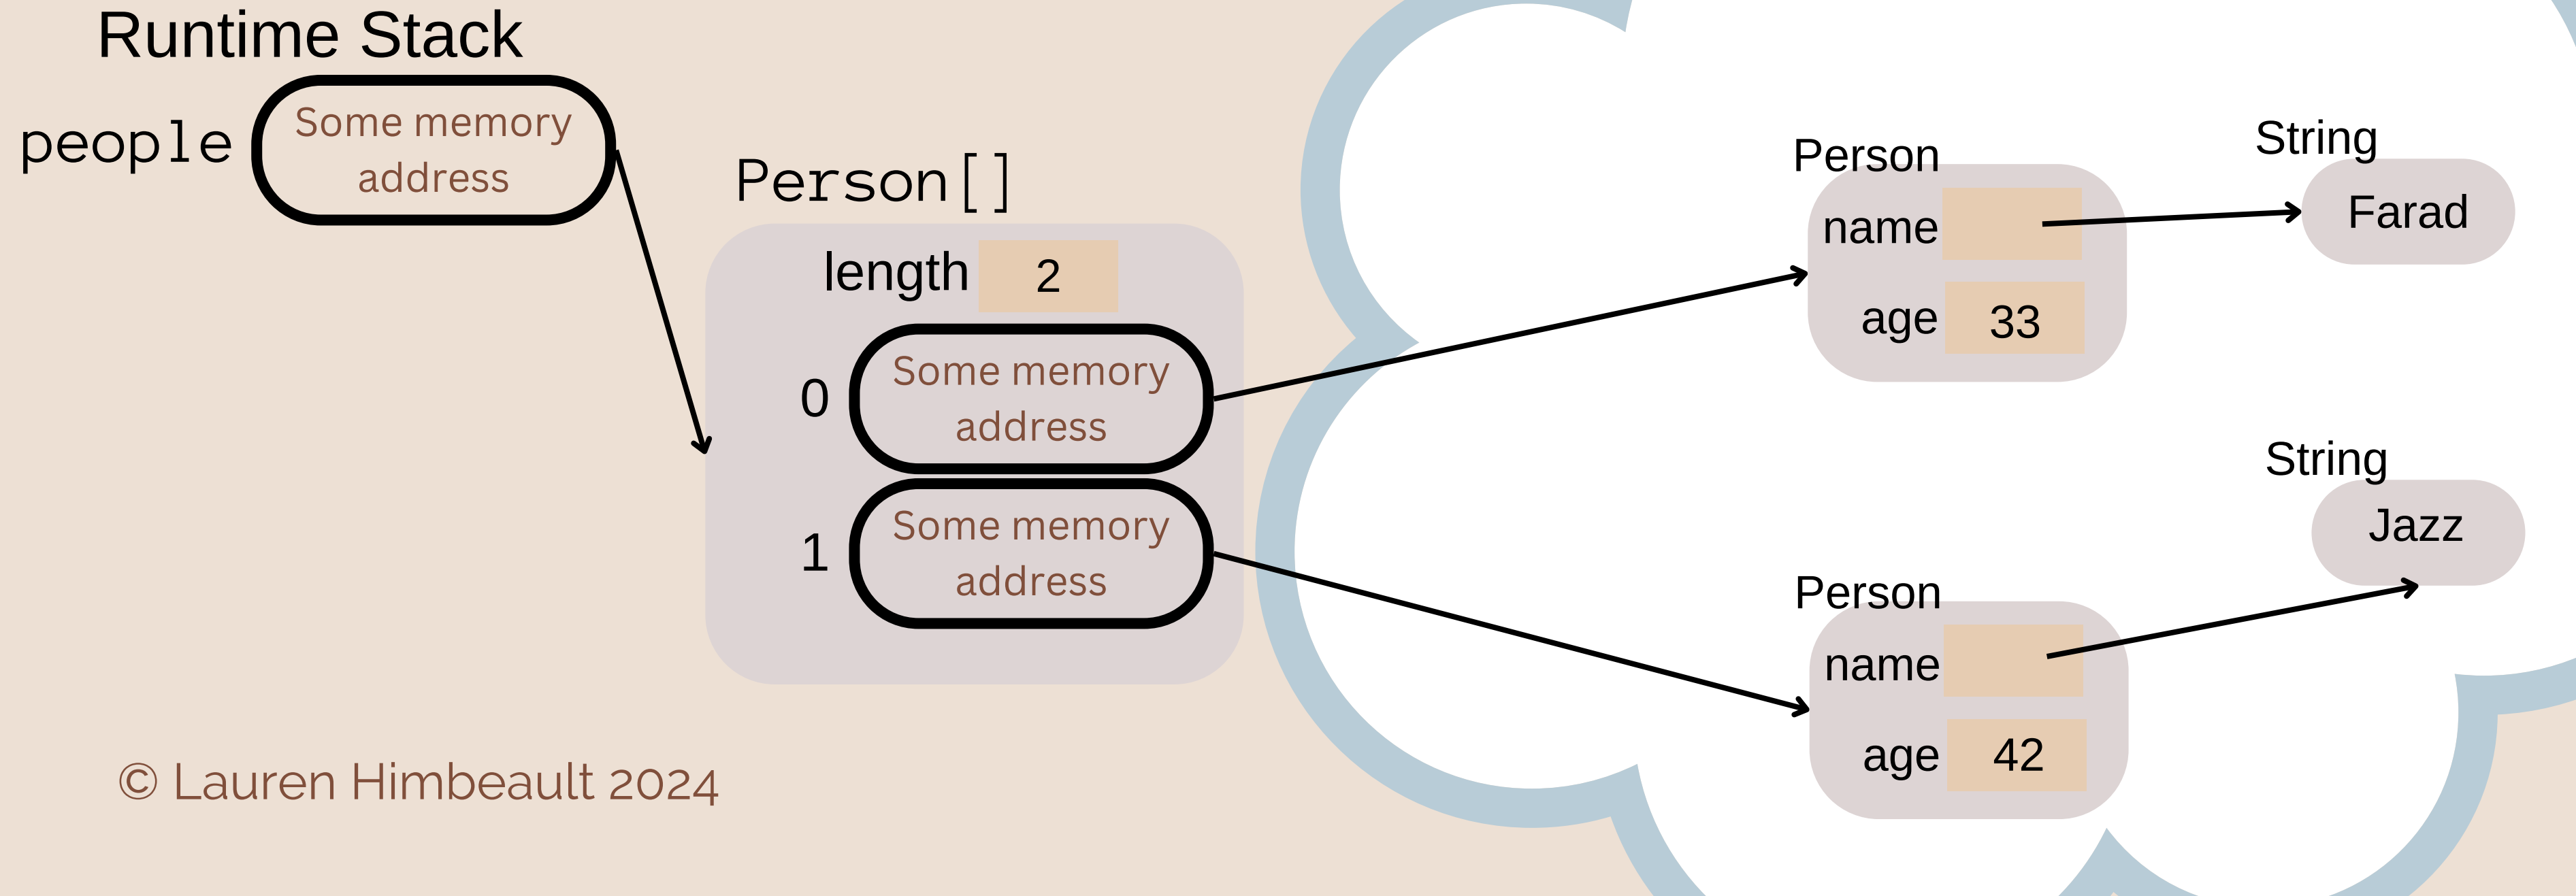 Runtime Stack
people
Some memory
address
Person[]
length 2
0
Some memory
address
1
Some memory
address
Person
name
age 33
String
Farad
Person
name
age 42
String
Jazz
© Lauren Himbeault 2024